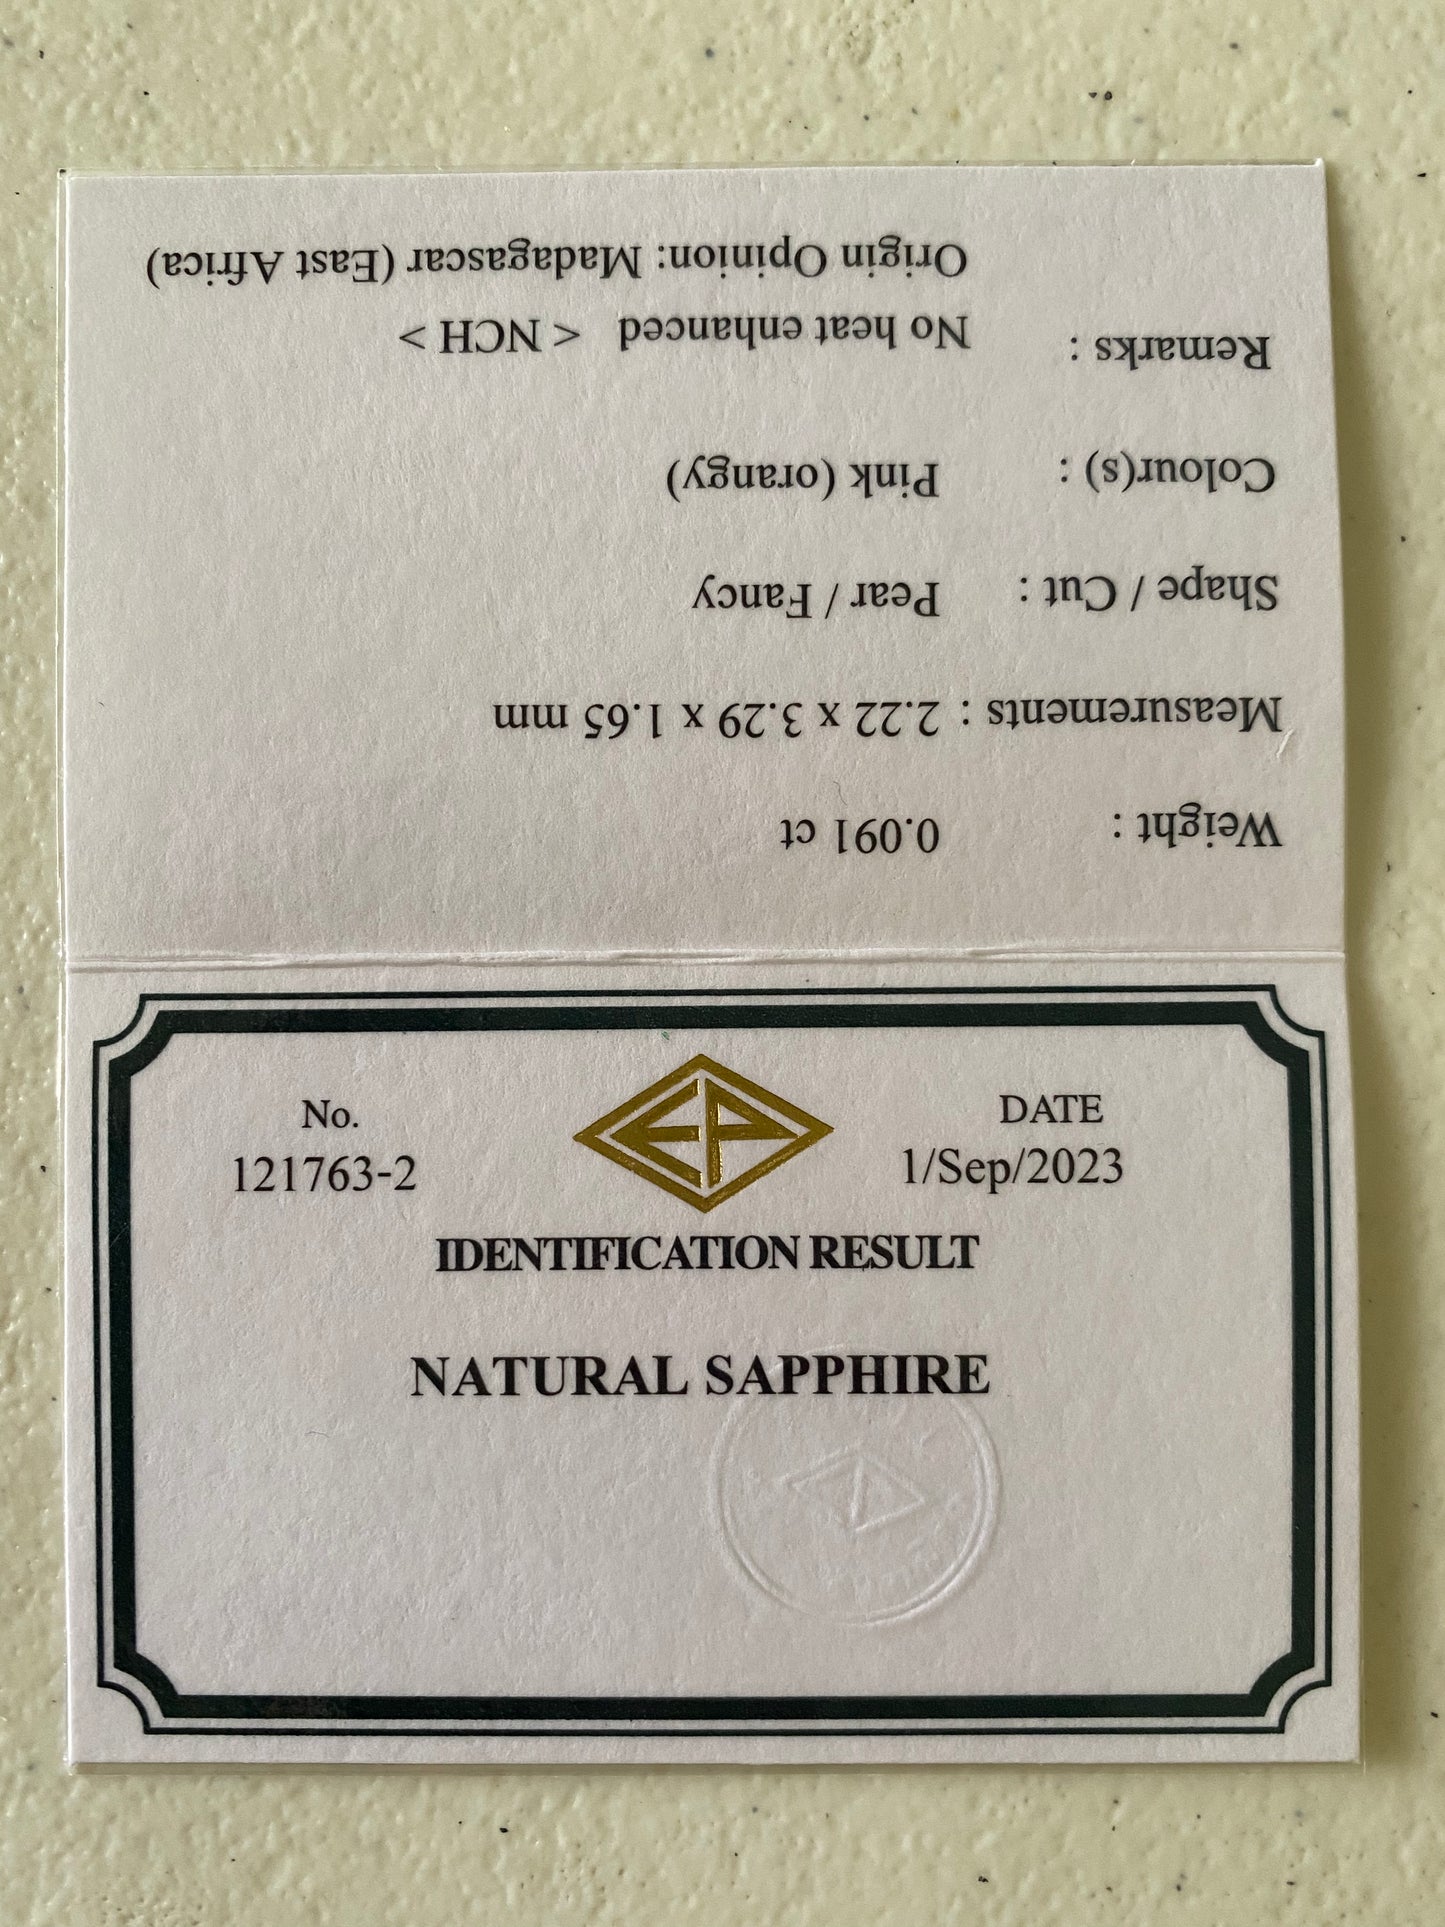 No.
121763-2
EP
DATE
1/Sep/2023
IDENTIFICATION RESULT
NATURAL SAPPHIRE
Weight : 0.091 ct
Measurements : 2.22 x 3.29 x 1.65 mm
Shape / Cut : Pear / Fancy
Colour(s) : Pink (orangy)
Remarks : No heat enhanced < NCH >
Origin Opinion: Madagascar (East Africa)